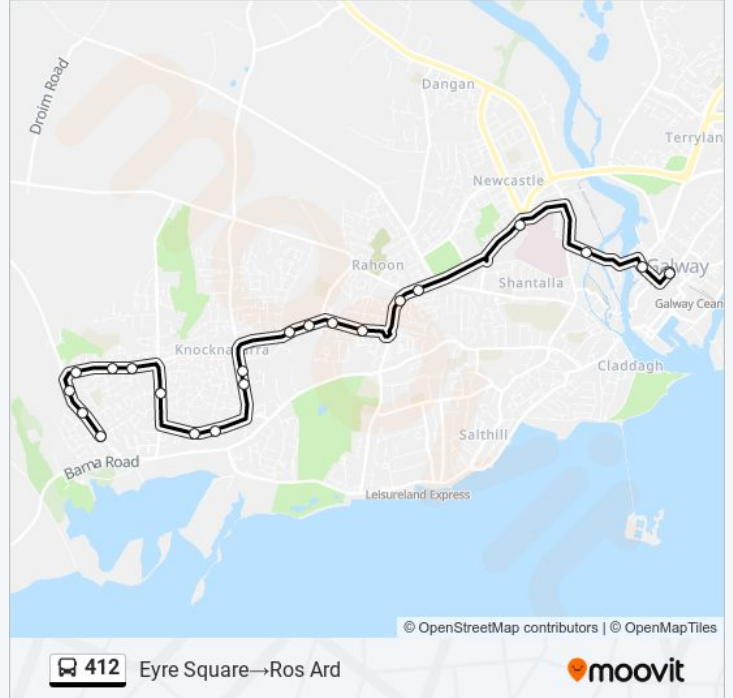 Droim Road
Dangan
Terrylan
Newcastle
Rahoon
Galway
Shantalla
Galway Cean
Knocknacarra
Claddagh
Salthill
Barna Road
Leisureland Express
© OpenStreetMap contributors | © OpenMapTiles
412 Eyre Square→Ros Ard
moovit